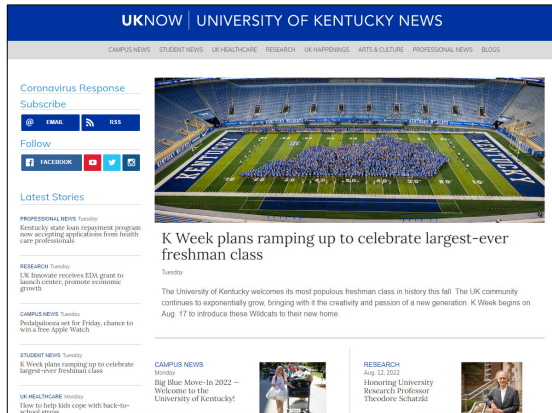 UKNOW | UNIVERSITY OF KENTUCKY NEWS
CAMPUS NEWS STUDENT NEWS UK HEALTHCARE RESEARCH UK HAPPENINGS ARTS & CULTURE PROFESSIONAL NEWS BLOGS
Coronavirus Response
Subscribe
@ EMAIL RSS
Follow
FACEBOOK
Latest Stories
PROFESSIONAL NEWS Tuesday
Kentucky state loan repayment program
now accepting applications from health
care professionals
RESEARCH Tuesday
UK Innovate receives EDA grant to
launch center, promote economic
growth
CAMPUS NEWS Tuesday
Pedalpalooza set for Friday, chance to
win a free Apple Watch
STUDENT NEWS Tuesday
K Week plans ramping up to celebrate
largest-ever freshman class
UK HEALTHCARE Monday
How to help kids cope with back-to-
school stress
KENTUCKY
KENTUCKY
K Week plans ramping up to celebrate largest-ever
freshman class
Tuesday
The University of Kentucky welcomes its most populous freshman class in history this fall. The UK community
continues to exponentially grow, bringing with it the creativity and passion of a new generation. K Week begins on
Aug. 17 to introduce these Wildcats to their new home.
CAMPUS NEWS
Monday
Big Blue Move-In 2022 —
Welcome to the
University of Kentucky!
RESEARCH
Aug. 12, 2022
Honoring University
Research Professor
Theodore Schatzki